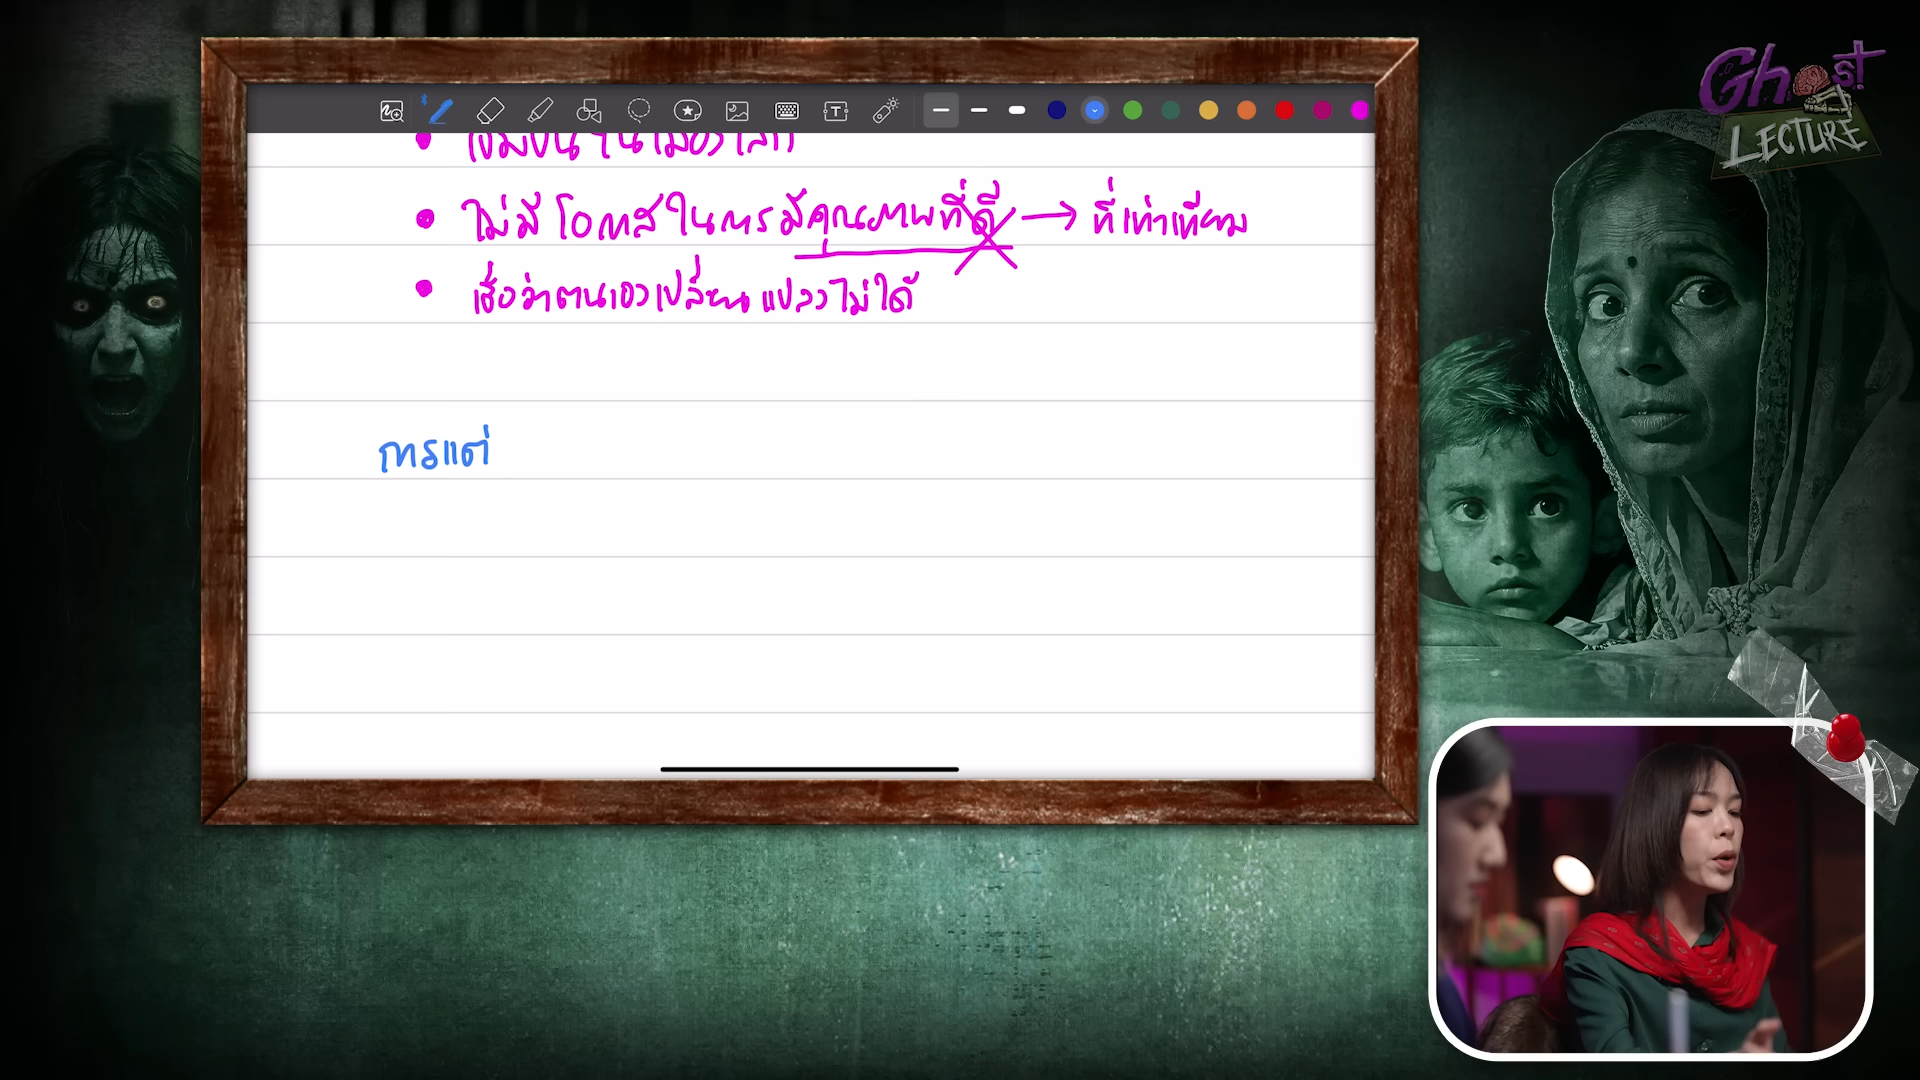 Ghost
LECTURE
ไม่มีโอกาสในการมีคุณภาพที่ดี → ที่เท่าเทียม
เชื่อว่าตนเองเปลี่ยนแปลงไม่ได้
การแต่